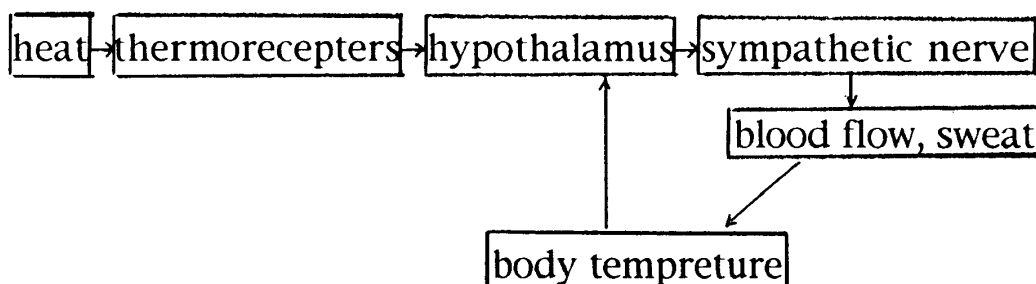 heat thermorecepters hypothalamus sympathetic nerve
blood flow, sweat
body tempreture